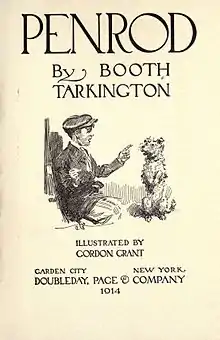 PENROD
By BOOTH
TARKINGTON
ILLUSTRATED BY
GORDON GRANT
GARDEN CITY NEW YORK
DOUBLEDAY, PAGE & COMPANY
1914